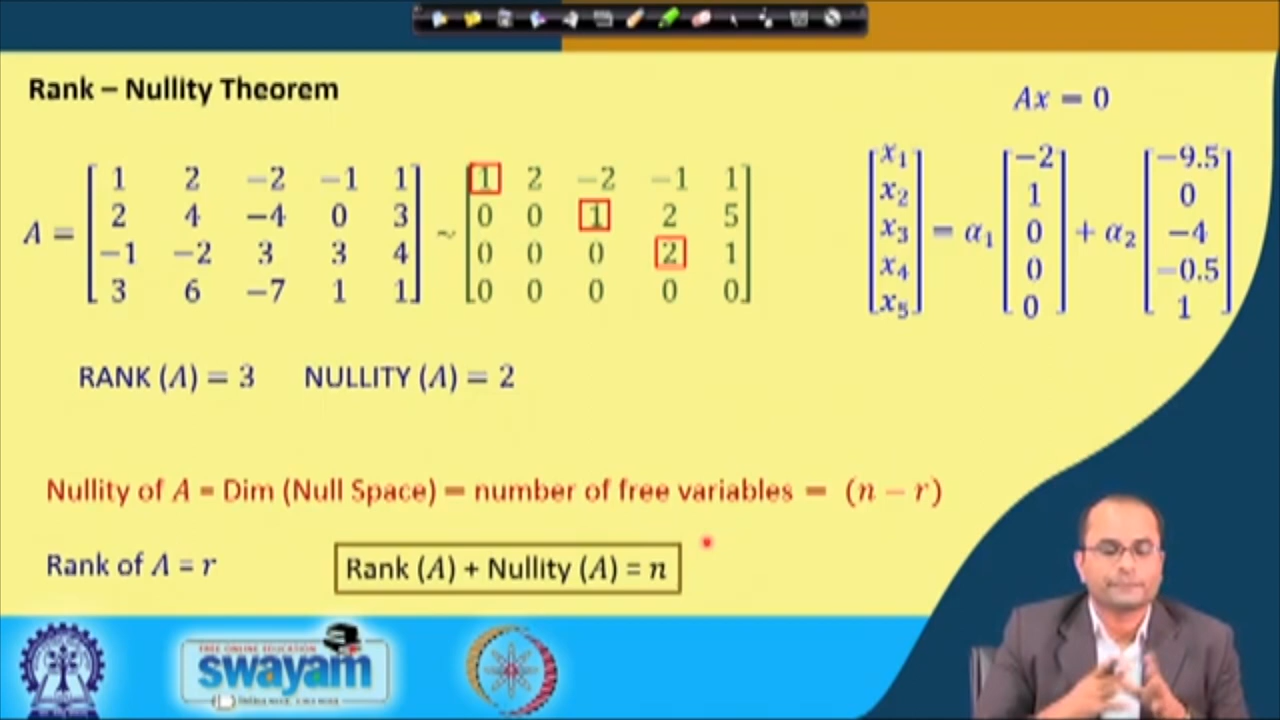 Rank – Nullity Theorem
Ax = 0
A = [1 2 −2 −1 1; 2 4 −4 0 3; −1 −2 3 3 4; 3 6 −7 1 1] ~ [1 2 −2 −1 1; 0 0 1 2 5; 0 0 0 2 1; 0 0 0 0 0]
[x₁; x₂; x₃; x₄; x₅] = α₁ [−2; 1; 0; 0; 0] + α₂ [−9.5; 0; −4; −0.5; 1]
RANK (A) = 3 NULLITY (A) = 2
Nullity of A = Dim (Null Space) = number of free variables = (n − r)
Rank of A = r
Rank (A) + Nullity (A) = n
FREE ONLINE EDUCATION
swayam